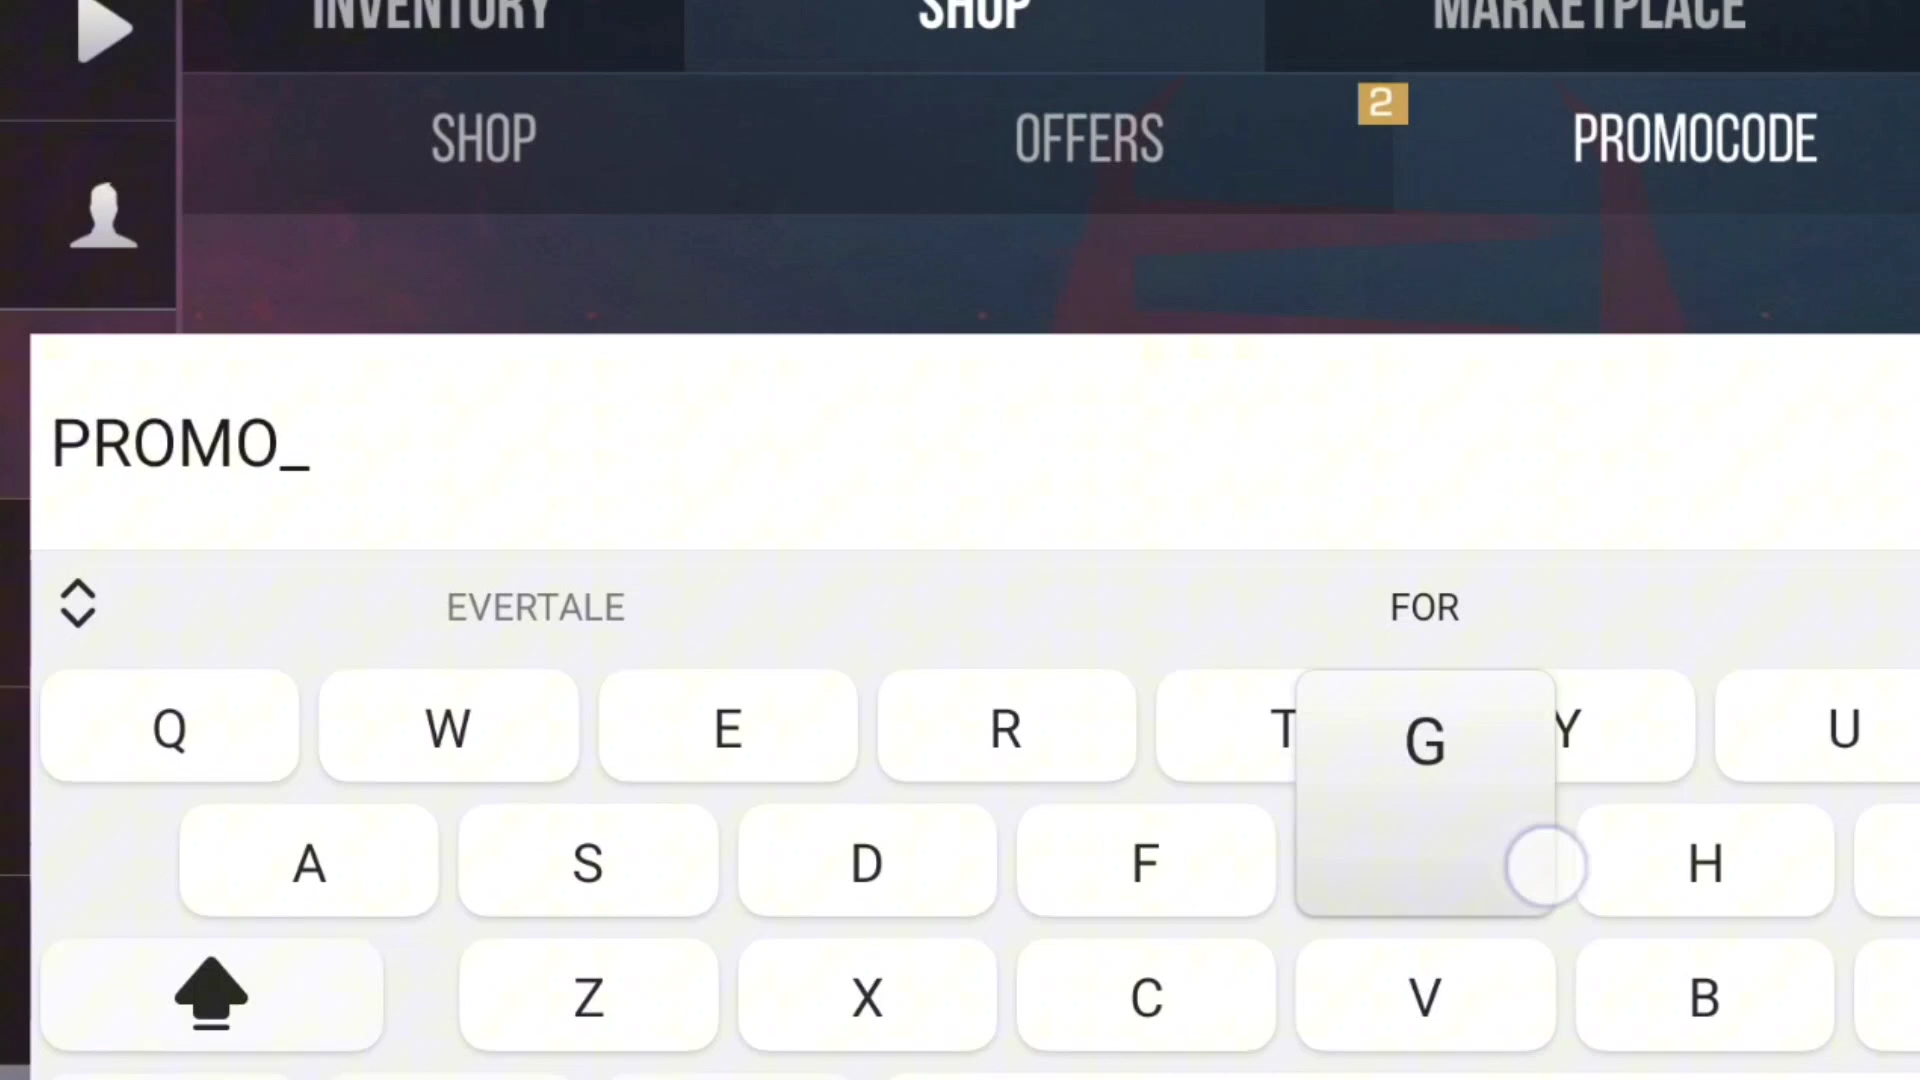 INVENTORY SHOP MARKETPLACE
SHOP OFFERS 2 PROMOCODE
PROMO_
EVERTALE FOR
Q W E R T G Y U
A S D F H
Z X C V B